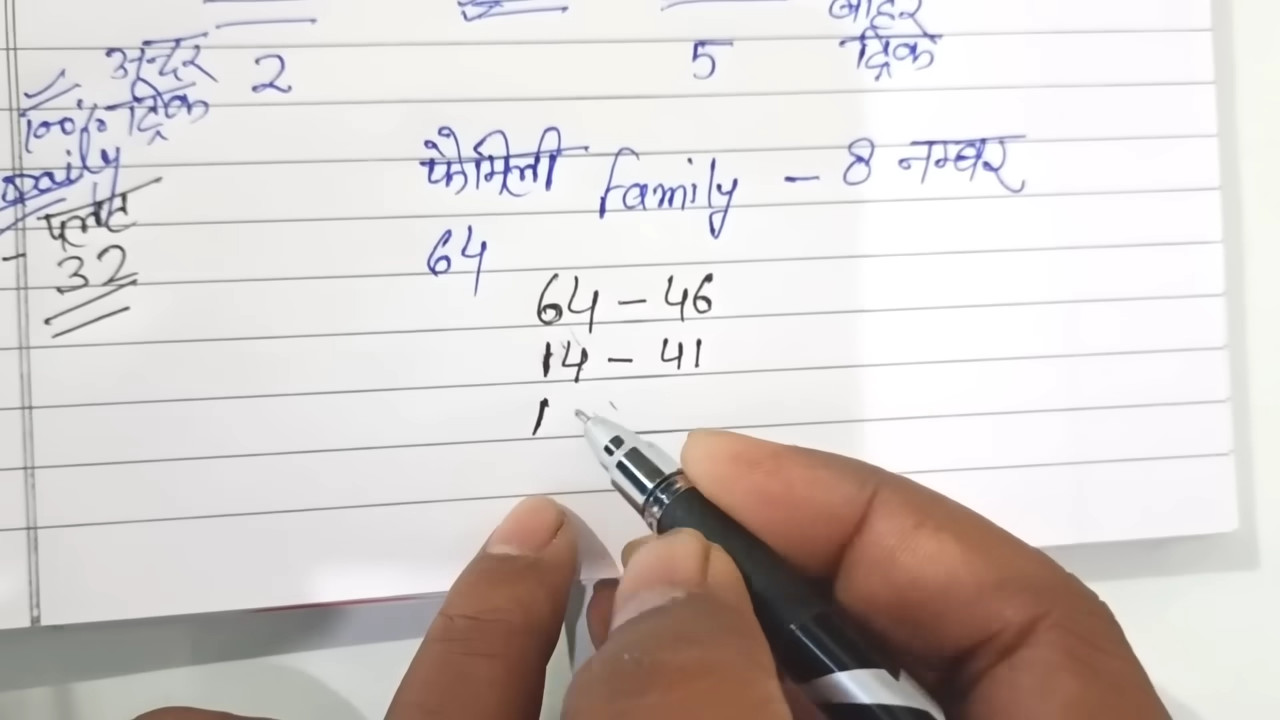 बाहर
अन्दर 2 5 ट्रिक
100% ट्रिक
Daily
फैमिली family - 8 नम्बर
32
64
64 - 46
14 - 41
1